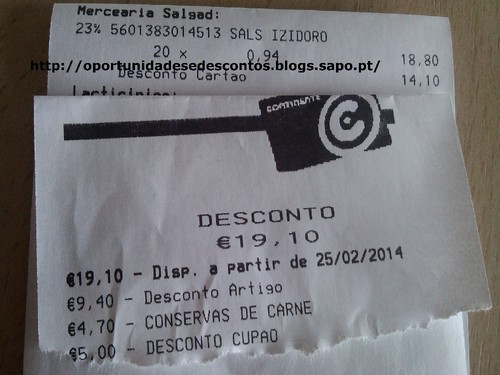 Mercearia Salgad:
23% 5601383014513 SALS IZIDORO
20 x 0,94 18,80
http://oportunidadesedescontos.blogs.sapo.pt/
Desconto Cartao 14,10
CONTINENTE
C
DESCONTO
€19,10
€19,10 - Disp. a partir de 25/02/2014
€9,40 - Desconto Artigo
€4,70 - CONSERVAS DE CARNE
€5,00 - DESCONTO CUPAO